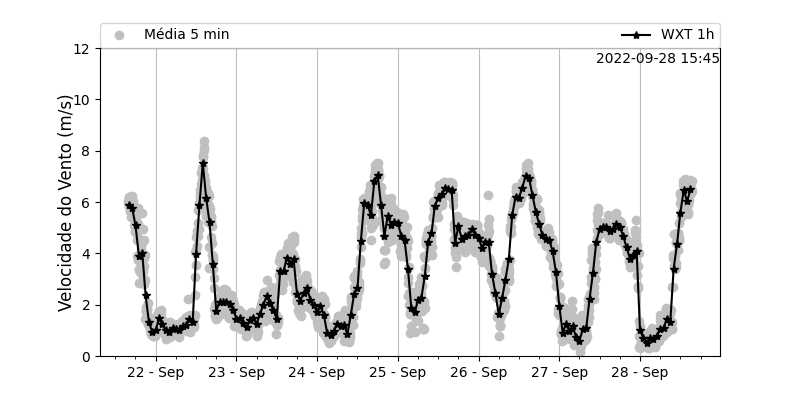 Média 5 min
WXT 1h
2022-09-28 15:45
Velocidade do Vento (m/s)
12
10
8
6
4
2
0
22 - Sep
23 - Sep
24 - Sep
25 - Sep
26 - Sep
27 - Sep
28 - Sep